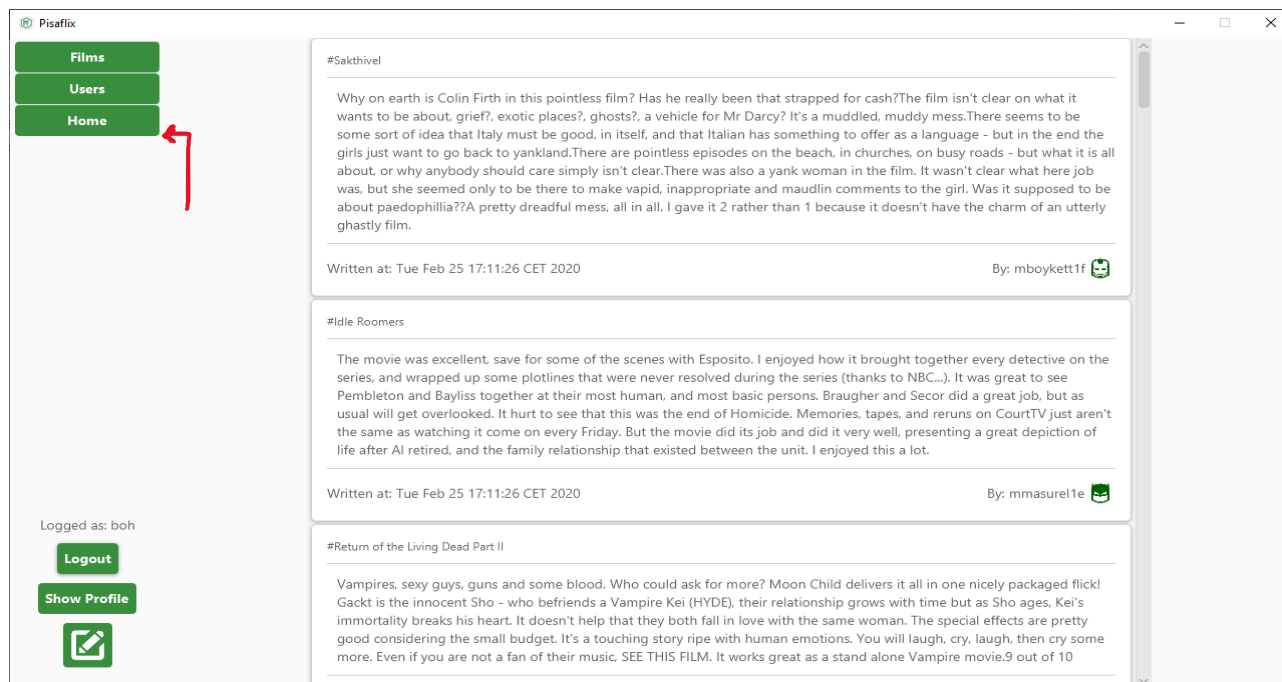 Pisaflix
Films
Users
Home
#Sakthivel
Why on earth is Colin Firth in this pointless film? Has he really been that strapped for cash?The film isn't clear on what it
wants to be about, grief?, exotic places?, ghosts?, a vehicle for Mr Darcy? It's a muddled, muddy mess.There seems to be
some sort of idea that Italy must be good, in itself, and that Italian has something to offer as a language - but in the end the
girls just want to go back to yankland.There are pointless episodes on the beach, in churches, on busy roads - but what it is all
about, or why anybody should care simply isn't clear.There was also a yank woman in the film. It wasn't clear what here job
was, but she seemed only to be there to make vapid, inappropriate and maudlin comments to the girl. Was it supposed to be
about paedophillia??A pretty dreadful mess, all in all. I gave it 2 rather than 1 because it doesn't have the charm of an utterly
ghastly film.
Written at: Tue Feb 25 17:11:26 CET 2020
By: mboykett1f
#Idle Roomers
The movie was excellent, save for some of the scenes with Esposito. I enjoyed how it brought together every detective on the
series, and wrapped up some plotlines that were never resolved during the series (thanks to NBC...). It was great to see
Pembleton and Bayliss together at their most human, and most basic persons. Braugher and Secor did a great job, but as
usual will get overlooked. It hurt to see that this was the end of Homicide. Memories, tapes, and reruns on CourtTV just aren't
the same as watching it come on every Friday. But the movie did its job and did it very well, presenting a great depiction of
life after Al retired, and the family relationship that existed between the unit. I enjoyed this a lot.
Written at: Tue Feb 25 17:11:26 CET 2020
By: mmasurel1e
#Return of the Living Dead Part II
Vampires, sexy guys, guns and some blood. Who could ask for more? Moon Child delivers it all in one nicely packaged flick!
Gackt is the innocent Sho - who befriends a Vampire Kei (HYDE), their relationship grows with time but as Sho ages, Kei's
immortality breaks his heart. It doesn't help that they both fall in love with the same woman. The special effects are pretty
good considering the small budget. It's a touching story ripe with human emotions. You will laugh, cry, laugh, then cry some
more. Even if you are not a fan of their music, SEE THIS FILM. It works great as a stand alone Vampire movie.9 out of 10
Logged as: boh
Logout
Show Profile